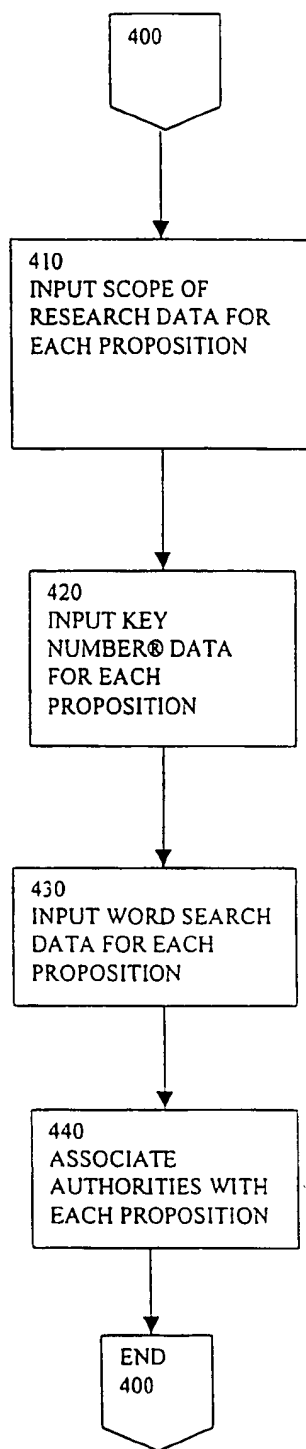 400
410
INPUT SCOPE OF
RESEARCH DATA FOR
EACH PROPOSITION
420
INPUT KEY
NUMBER® DATA
FOR EACH
PROPOSITION
430
INPUT WORD SEARCH
DATA FOR EACH
PROPOSITION
440
ASSOCIATE
AUTHORITIES WITH
EACH PROPOSITION
END
400